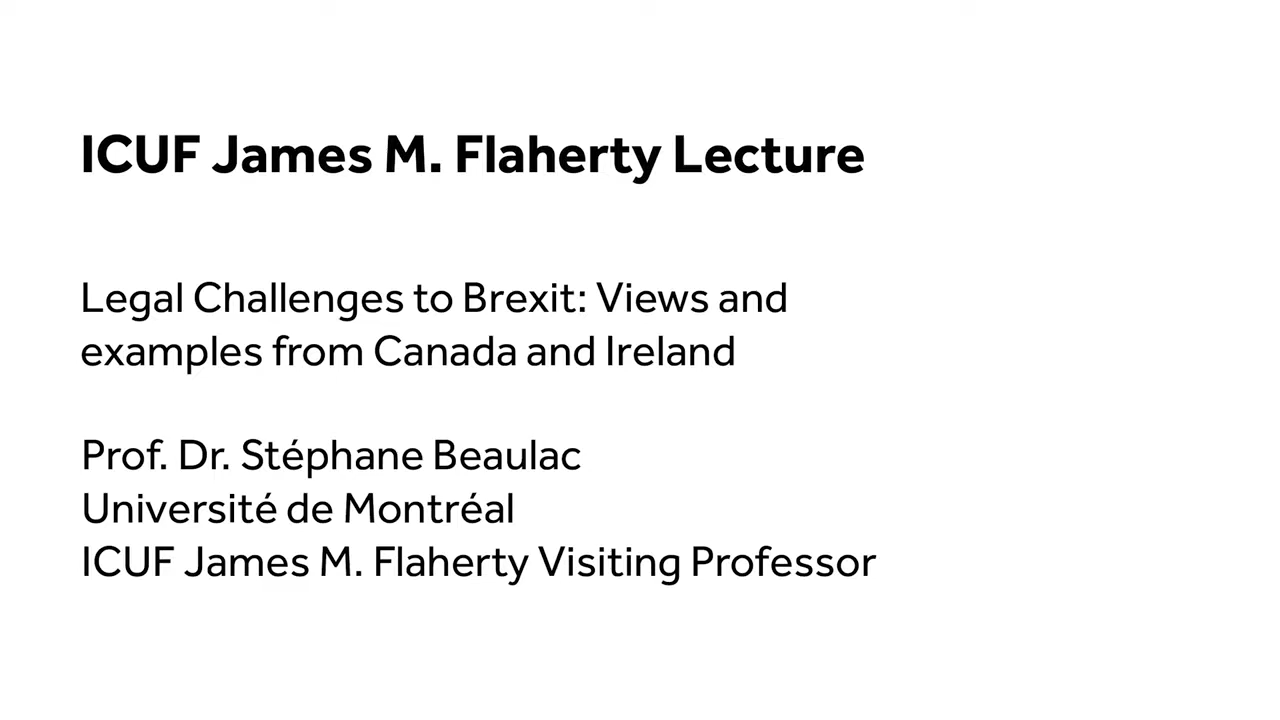 ICUF James M. Flaherty Lecture
Legal Challenges to Brexit: Views and
examples from Canada and Ireland
Prof. Dr. Stéphane Beaulac
Université de Montréal
ICUF James M. Flaherty Visiting Professor